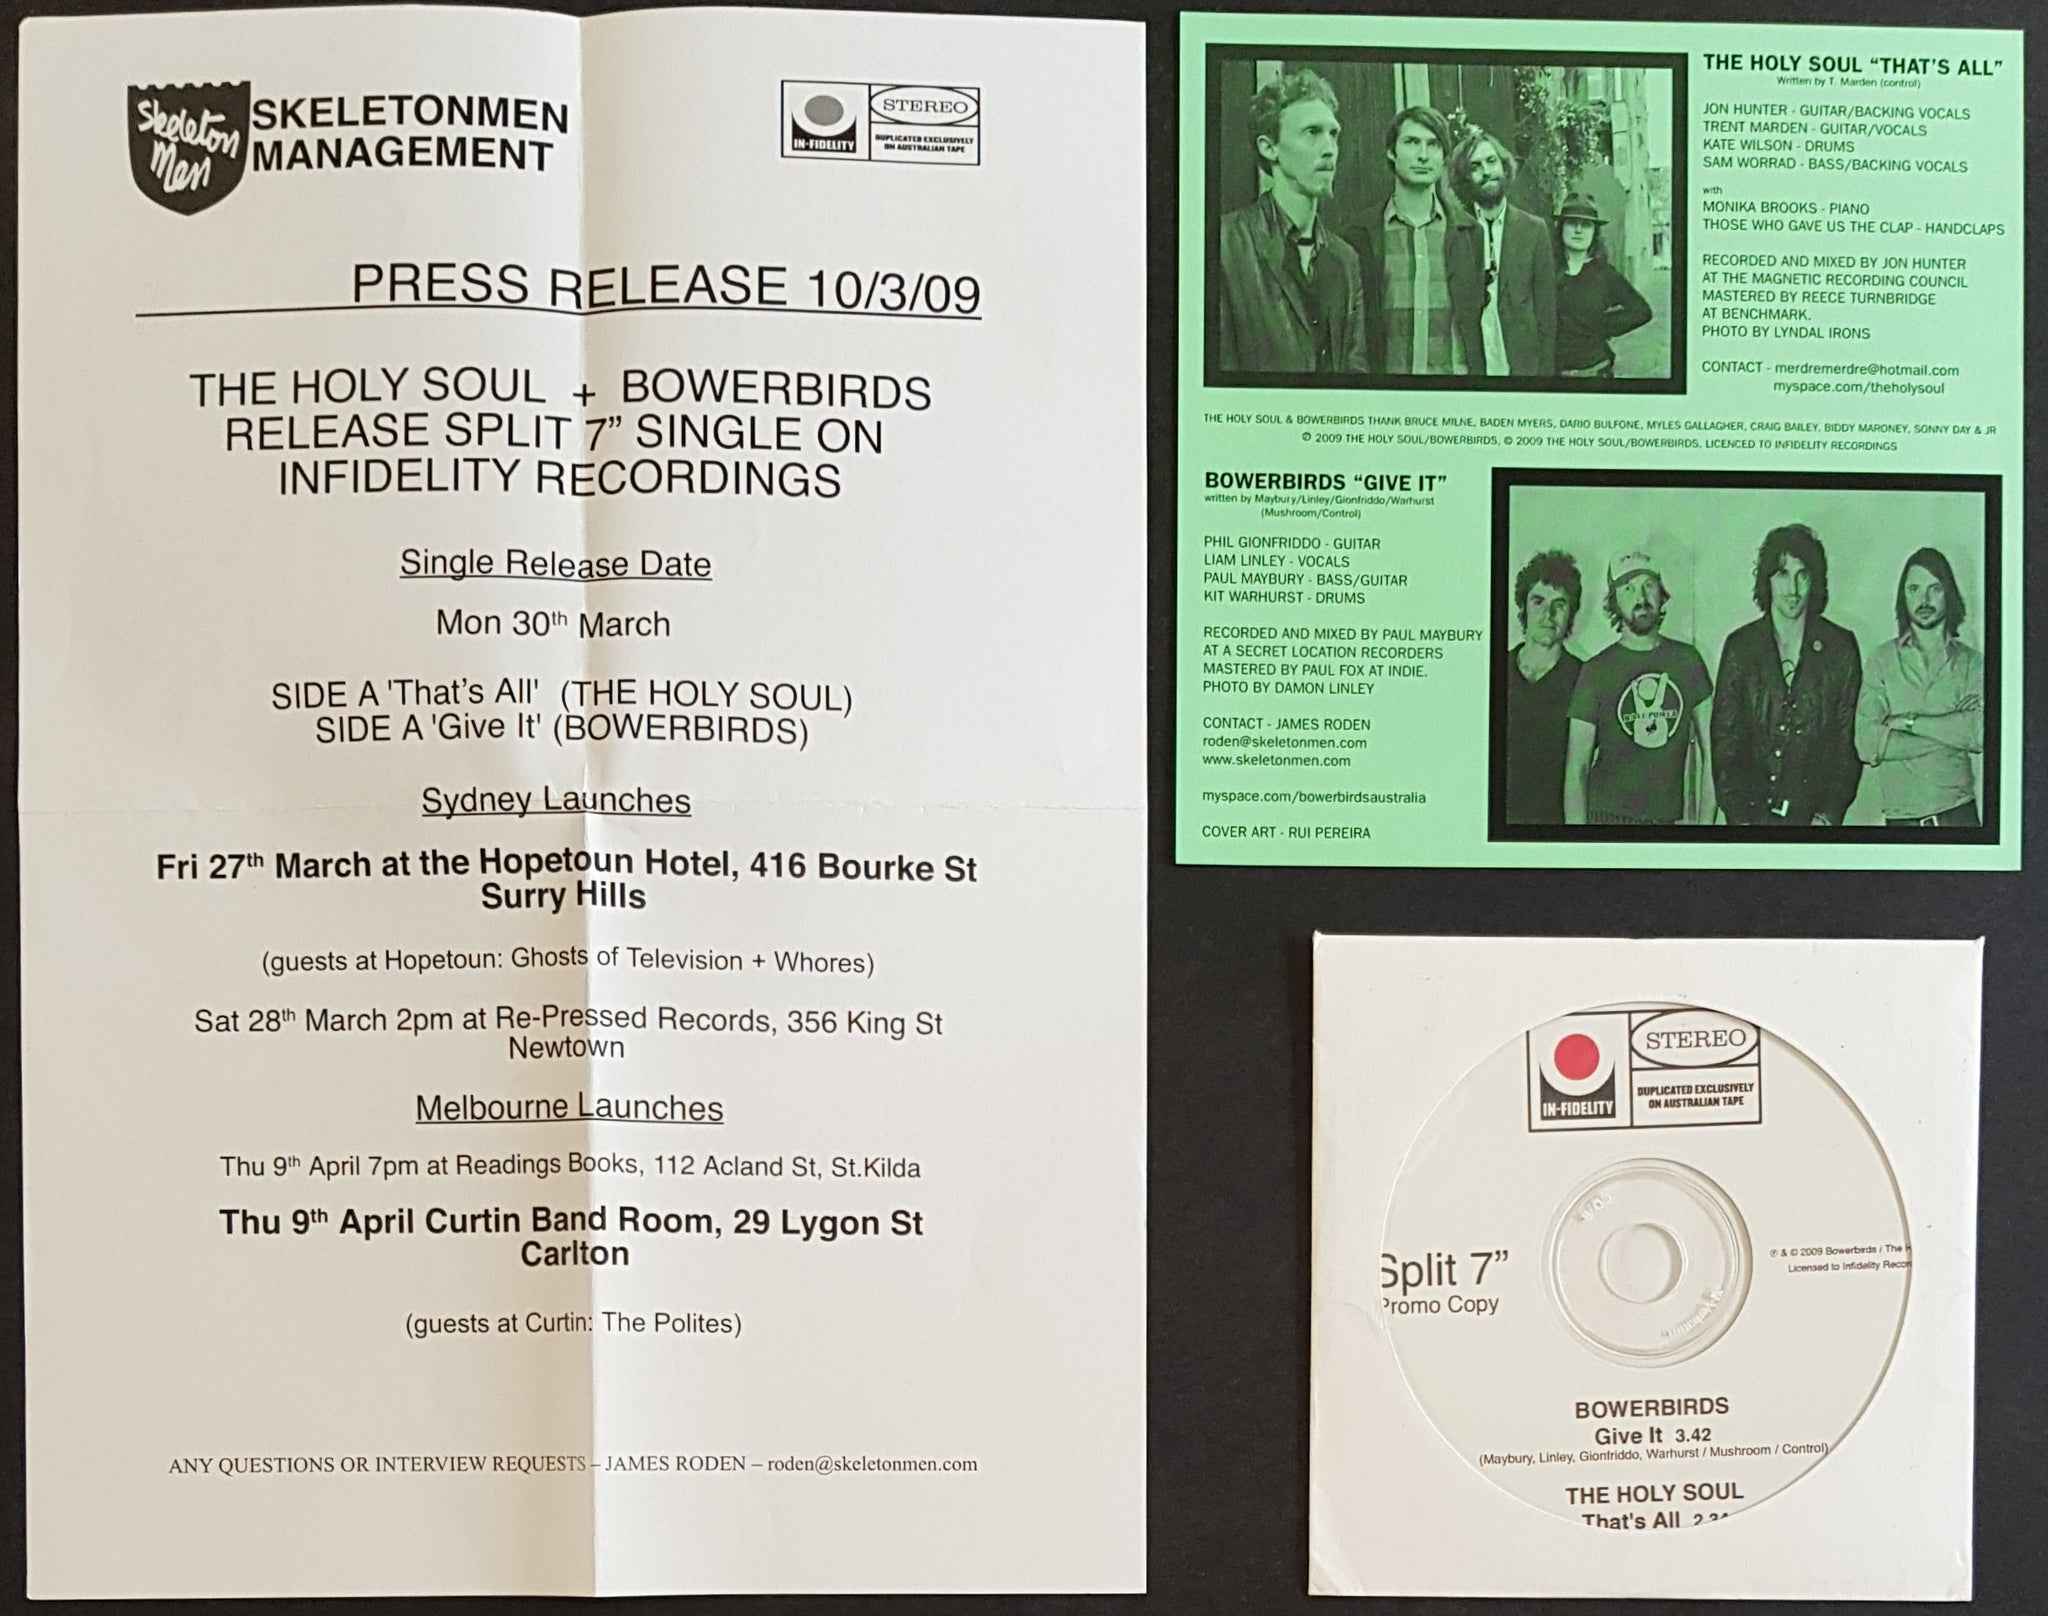 Skeleton
Men
SKELETONMEN
MANAGEMENT
IN-FIDELITY
STEREO
DUPLICATED EXCLUSIVELY
ON AUSTRALIAN TAPE
PRESS RELEASE 10/3/09
THE HOLY SOUL + BOWERBIRDS
RELEASE SPLIT 7” SINGLE ON
INFIDELITY RECORDINGS
Single Release Date
Mon 30th March
SIDE A 'That’s All' (THE HOLY SOUL)
SIDE A 'Give It' (BOWERBIRDS)
Sydney Launches
Fri 27th March at the Hopetoun Hotel, 416 Bourke St
Surry Hills
(guests at Hopetoun: Ghosts of Television + Whores)
Sat 28th March 2pm at Re-Pressed Records, 356 King St
Newtown
Melbourne Launches
Thu 9th April 7pm at Readings Books, 112 Acland St, St.Kilda
Thu 9th April Curtin Band Room, 29 Lygon St
Carlton
(guests at Curtin: The Polites)
ANY QUESTIONS OR INTERVIEW REQUESTS – JAMES RODEN – roden@skeletonmen.com
THE HOLY SOUL “THAT’S ALL”
Written by T. Marden (control)
JON HUNTER - GUITAR/BACKING VOCALS
TRENT MARDEN - GUITAR/VOCALS
KATE WILSON - DRUMS
SAM WORRAD - BASS/BACKING VOCALS
with
MONIKA BROOKS - PIANO
THOSE WHO GAVE US THE CLAP - HANDCLAPS
RECORDED AND MIXED BY JON HUNTER
AT THE MAGNETIC RECORDING COUNCIL
MASTERED BY REECE TURNBRIDGE
AT BENCHMARK.
PHOTO BY LYNDAL IRONS
CONTACT - merdremerdre@hotmail.com
myspace.com/theholysoul
THE HOLY SOUL & BOWERBIRDS THANK BRUCE MILNE, BADEN MYERS, DARIO BULFONE, MYLES GALLAGHER, CRAIG BAILEY, BIDDY MARONEY, SONNY DAY & JR
℗ 2009 THE HOLY SOUL/BOWERBIRDS, © 2009 THE HOLY SOUL/BOWERBIRDS, LICENCED TO INFIDELITY RECORDINGS
BOWERBIRDS “GIVE IT”
written by Maybury/Linley/Gionfriddo/Warhurst
(Mushroom/Control)
PHIL GIONFRIDDO - GUITAR
LIAM LINLEY - VOCALS
PAUL MAYBURY - BASS/GUITAR
KIT WARHURST - DRUMS
RECORDED AND MIXED BY PAUL MAYBURY
AT A SECRET LOCATION RECORDERS
MASTERED BY PAUL FOX AT INDIE.
PHOTO BY DAMON LINLEY
CONTACT - JAMES RODEN
roden@skeletonmen.com
www.skeletonmen.com
myspace.com/bowerbirdsaustralia
COVER ART - RUI PEREIRA
IN-FIDELITY
STEREO
DUPLICATED EXCLUSIVELY
ON AUSTRALIAN TAPE
Split 7”
Promo Copy
℗ & © 2009 Bowerbirds / The H
Licensed to Infidelity Recor
Verbatim
BOWERBIRDS
Give It 3.42
(Maybury, Linley, Gionfriddo, Warhurst / Mushroom / Control)
THE HOLY SOUL
That's All